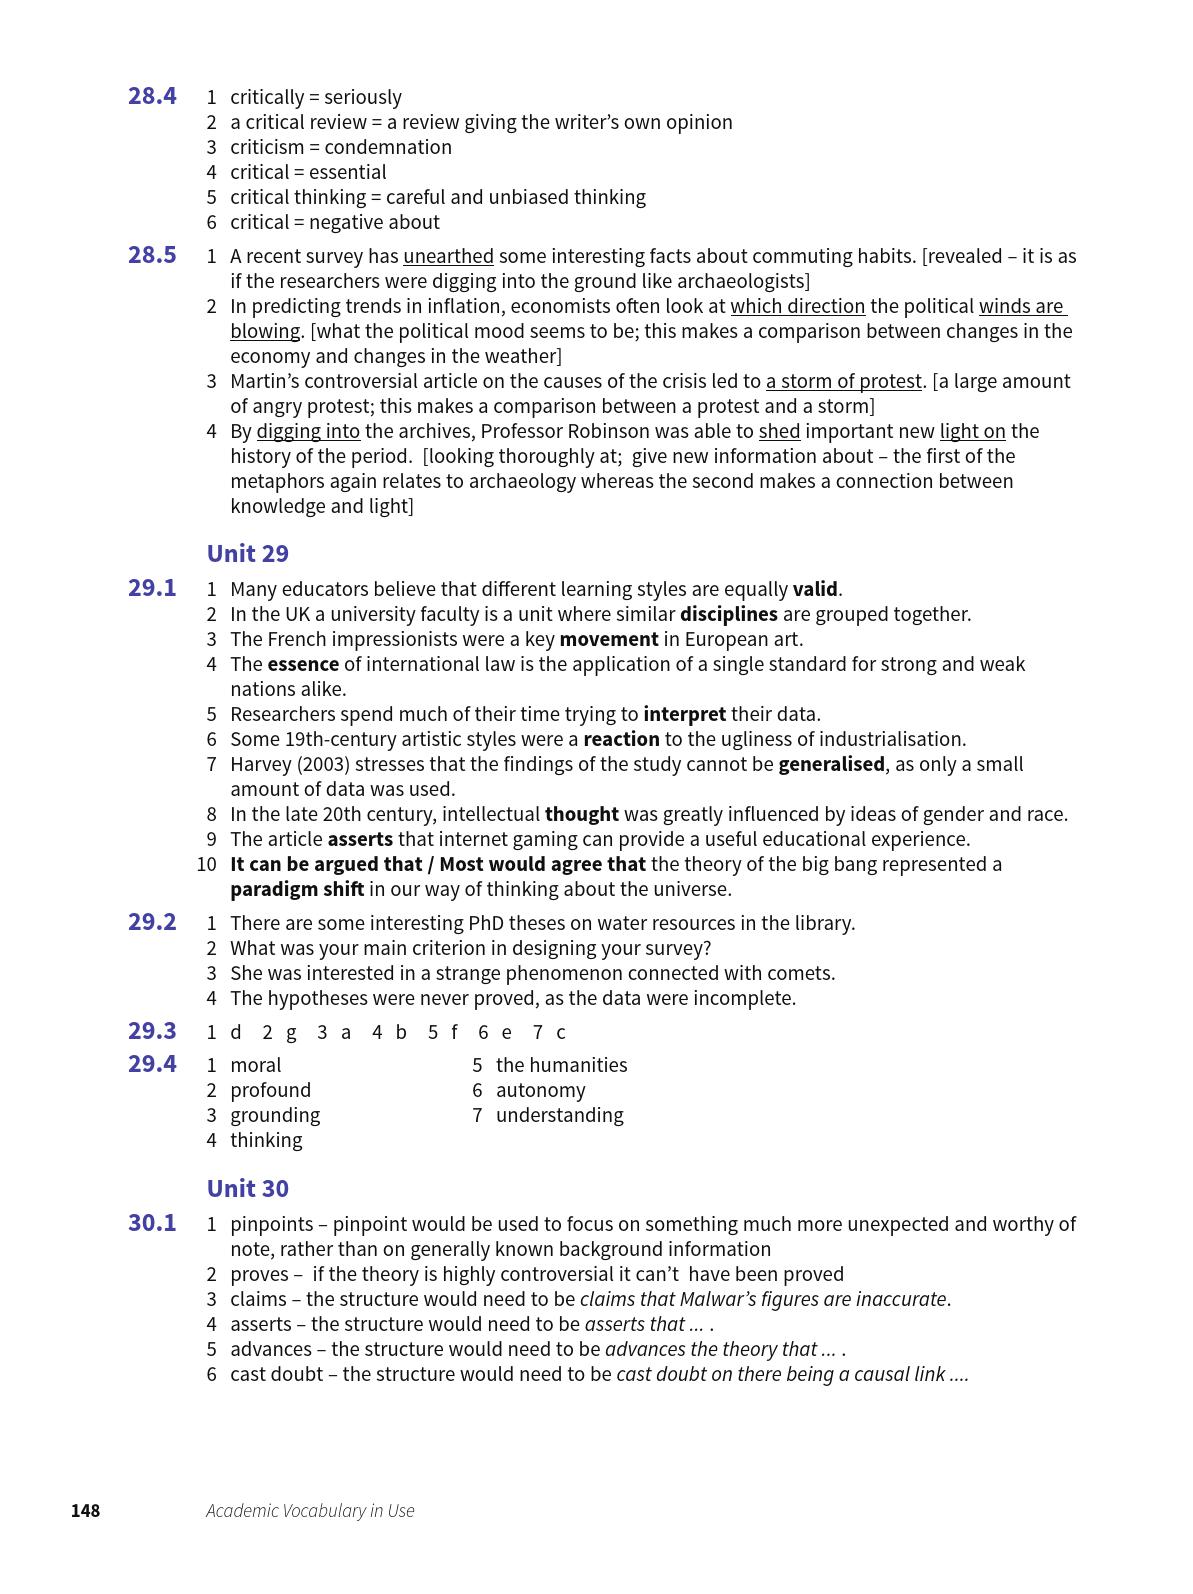 28.4 1 critically = seriously
2 a critical review = a review giving the writer’s own opinion
3 criticism = condemnation
4 critical = essential
5 critical thinking = careful and unbiased thinking
6 critical = negative about
28.5 1 A recent survey has unearthed some interesting facts about commuting habits. [revealed – it is as
if the researchers were digging into the ground like archaeologists]
2 In predicting trends in inflation, economists often look at which direction the political winds are
blowing. [what the political mood seems to be; this makes a comparison between changes in the
economy and changes in the weather]
3 Martin’s controversial article on the causes of the crisis led to a storm of protest. [a large amount
of angry protest; this makes a comparison between a protest and a storm]
4 By digging into the archives, Professor Robinson was able to shed important new light on the
history of the period. [looking thoroughly at; give new information about – the first of the
metaphors again relates to archaeology whereas the second makes a connection between
knowledge and light]
Unit 29
29.1 1 Many educators believe that different learning styles are equally valid.
2 In the UK a university faculty is a unit where similar disciplines are grouped together.
3 The French impressionists were a key movement in European art.
4 The essence of international law is the application of a single standard for strong and weak
nations alike.
5 Researchers spend much of their time trying to interpret their data.
6 Some 19th-century artistic styles were a reaction to the ugliness of industrialisation.
7 Harvey (2003) stresses that the findings of the study cannot be generalised, as only a small
amount of data was used.
8 In the late 20th century, intellectual thought was greatly influenced by ideas of gender and race.
9 The article asserts that internet gaming can provide a useful educational experience.
10 It can be argued that / Most would agree that the theory of the big bang represented a
paradigm shift in our way of thinking about the universe.
29.2 1 There are some interesting PhD theses on water resources in the library.
2 What was your main criterion in designing your survey?
3 She was interested in a strange phenomenon connected with comets.
4 The hypotheses were never proved, as the data were incomplete.
29.3 1 d 2 g 3 a 4 b 5 f 6 e 7 c
29.4 1 moral 5 the humanities
2 profound 6 autonomy
3 grounding 7 understanding
4 thinking
Unit 30
30.1 1 pinpoints – pinpoint would be used to focus on something much more unexpected and worthy of
note, rather than on generally known background information
2 proves – if the theory is highly controversial it can’t have been proved
3 claims – the structure would need to be claims that Malwar’s figures are inaccurate.
4 asserts – the structure would need to be asserts that ... .
5 advances – the structure would need to be advances the theory that ... .
6 cast doubt – the structure would need to be cast doubt on there being a causal link ....
148 Academic Vocabulary in Use